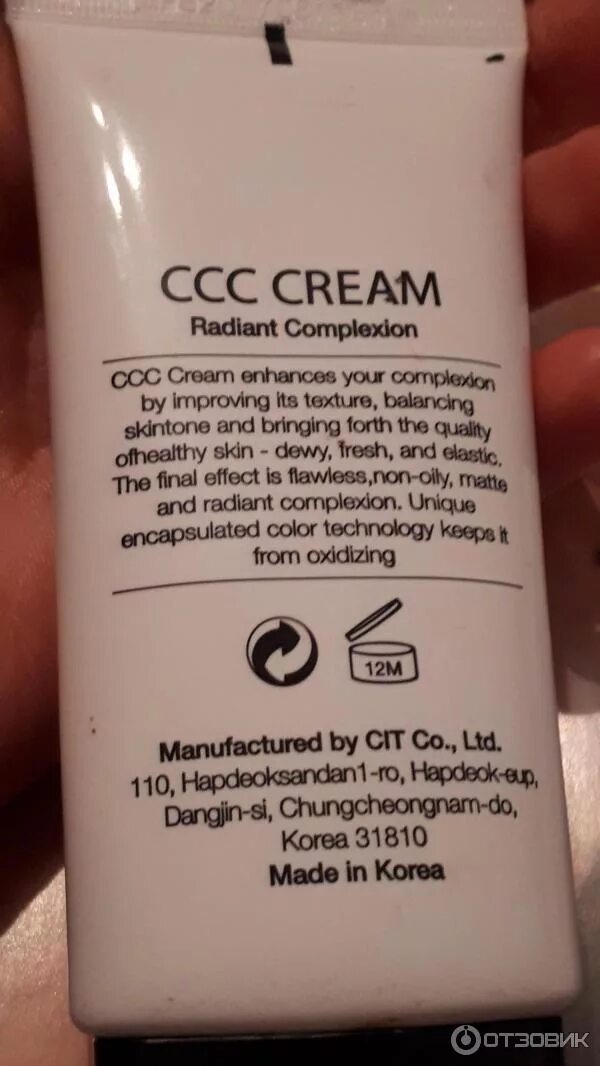 CCC CREAM
Radiant Complexion
CCC Cream enhances your complexion
by improving its texture, balancing
skintone and bringing forth the quality
ofhealthy skin - dewy, fresh, and elastic.
The final effect is flawless,non-oily, matte
and radiant complexion. Unique
encapsulated color technology keeps it
from oxidizing
12M
Manufactured by CIT Co., Ltd.
110, Hapdeoksandan1-ro, Hapdeok-eup,
Dangjin-si, Chungcheongnam-do,
Korea 31810
Made in Korea
ОТЗОВИК